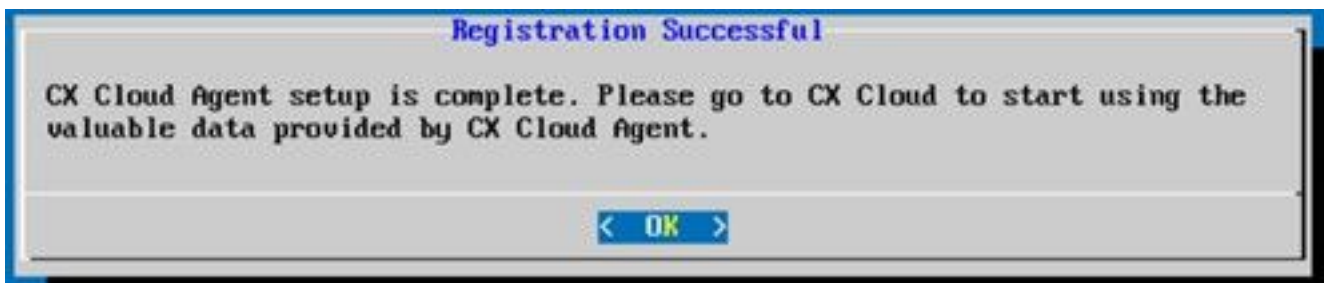 Registration Successful
CX Cloud Agent setup is complete. Please go to CX Cloud to start using the
valuable data provided by CX Cloud Agent.
< OK >